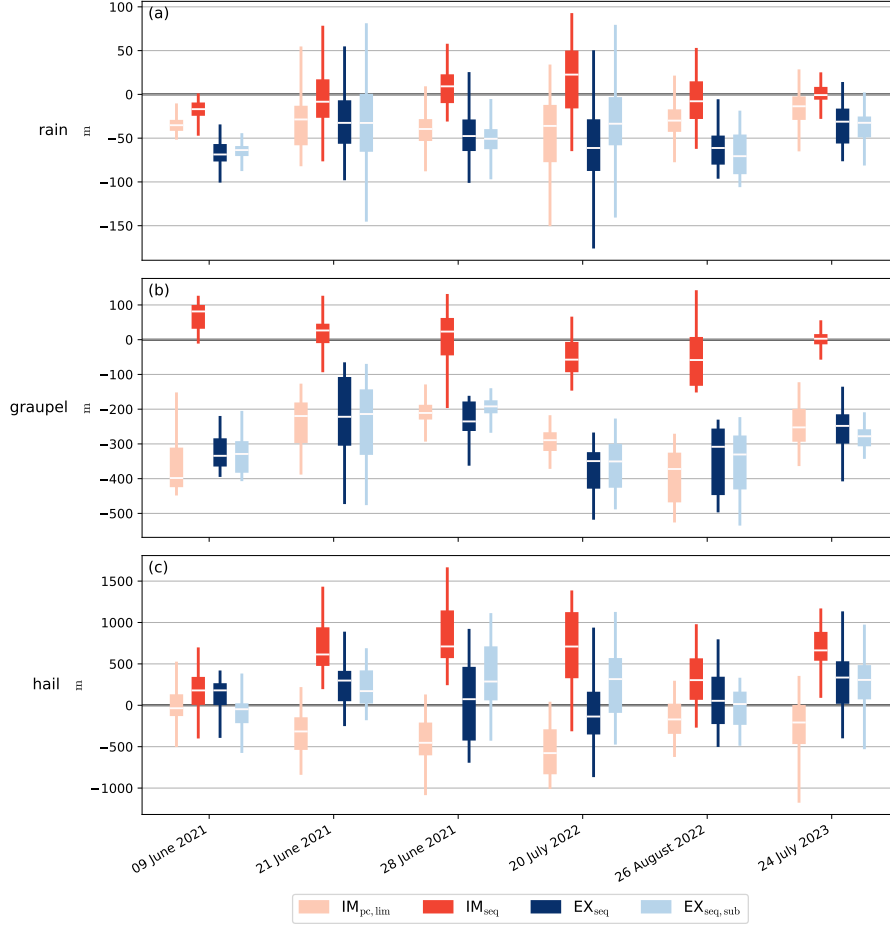 (a)
100
50
0
−50
−100
−150
rain
m
(b)
100
0
−100
−200
−300
−400
−500
graupel
m
(c)
1500
1000
500
0
−500
−1000
hail
m
09 June 2021
21 June 2021
28 June 2021
20 July 2022
26 August 2022
24 July 2023
IMpc,lim IMseq EXseq EXseq,sub